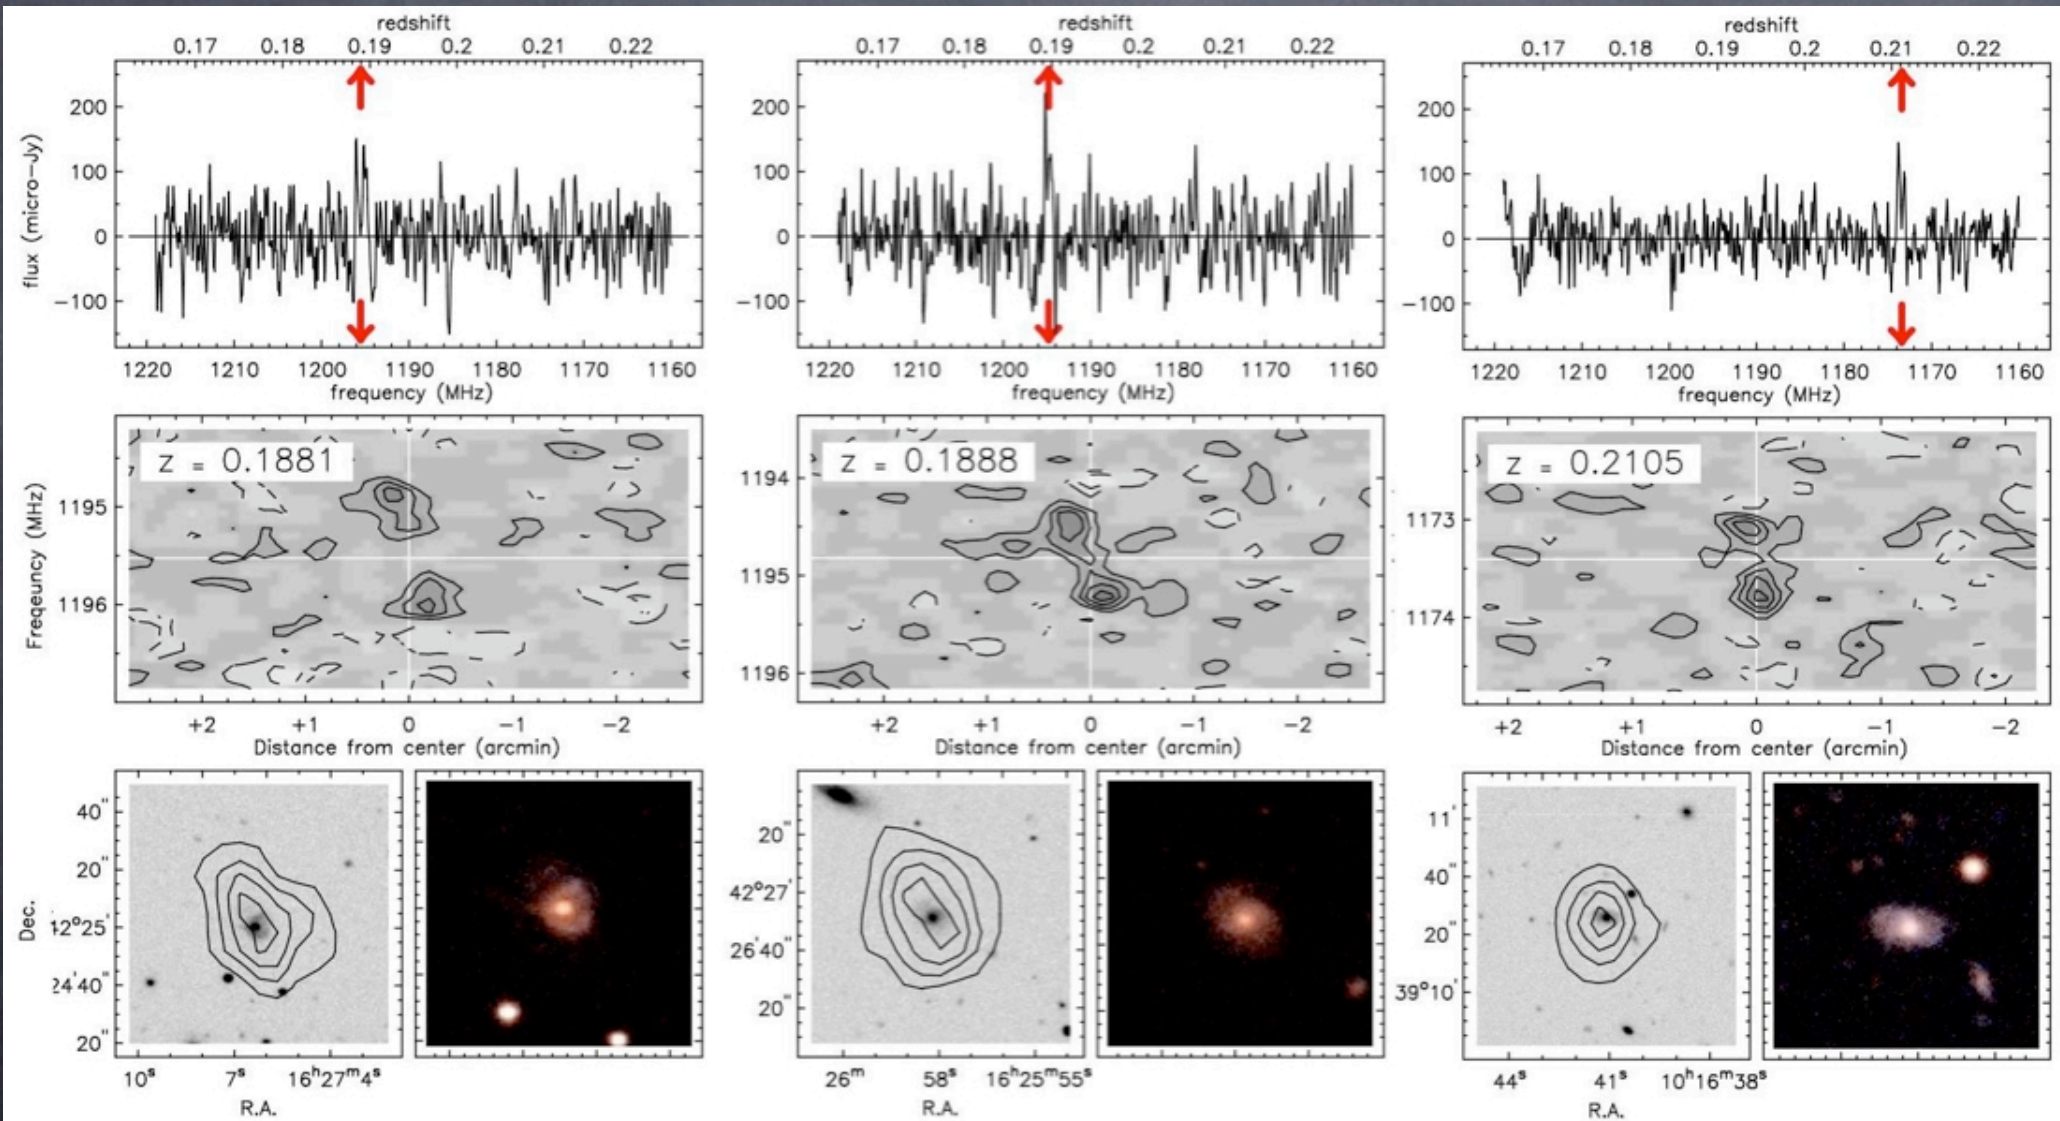 redshift
0.17 0.18 0.19 0.2 0.21 0.22
200
100
0
−100
flux (micro−Jy)
1220 1210 1200 1190 1180 1170 1160
frequency (MHz)
redshift
0.17 0.18 0.19 0.2 0.21 0.22
200
100
0
−100
1220 1210 1200 1190 1180 1170 1160
frequency (MHz)
redshift
0.17 0.18 0.19 0.2 0.21 0.22
200
100
0
−100
1220 1210 1200 1190 1180 1170 1160
frequency (MHz)
z = 0.1881
1195
1196
Freqeuncy (MHz)
+2 +1 0 −1 −2
Distance from center (arcmin)
z = 0.1888
1194
1195
1196
+2 +1 0 −1 −2
Distance from center (arcmin)
z = 0.2105
1173
1174
+2 +1 0 −1 −2
Distance from center (arcmin)
40"
20"
12°25'
24'40"
20"
Dec.
10ˢ 7ˢ 16ʰ27ᵐ4ˢ
R.A.
20"
42°27'
26'40"
20"
26ᵐ 58ˢ 16ʰ25ᵐ55ˢ
R.A.
11'
40"
20"
39°10'
44ˢ 41ˢ 10ʰ16ᵐ38ˢ
R.A.